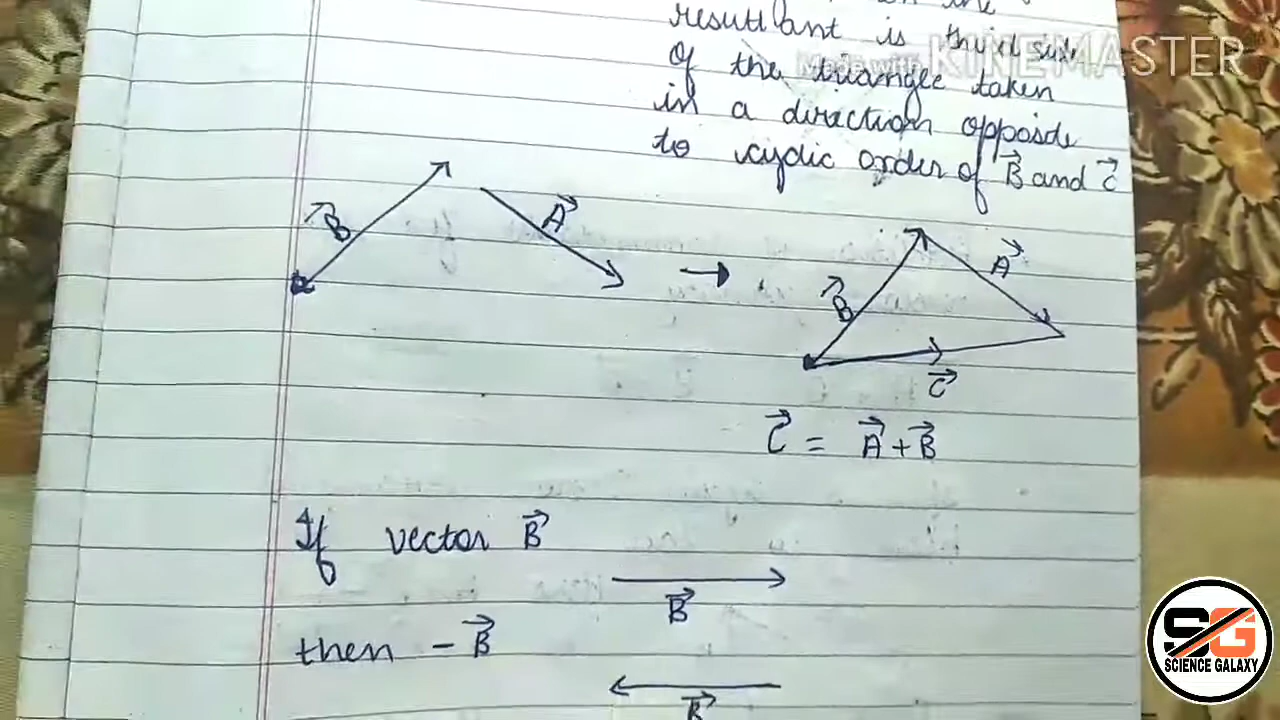 resultant is third side
of the triangle taken
in a direction opposite
to cyclic order of B⃗ and C⃗
Made with KINEMASTER
B⃗
A⃗
B⃗
A⃗
C⃗
C⃗ = A⃗ + B⃗
If vector B⃗
B⃗
then - B⃗
SG
SCIENCE GALAXY